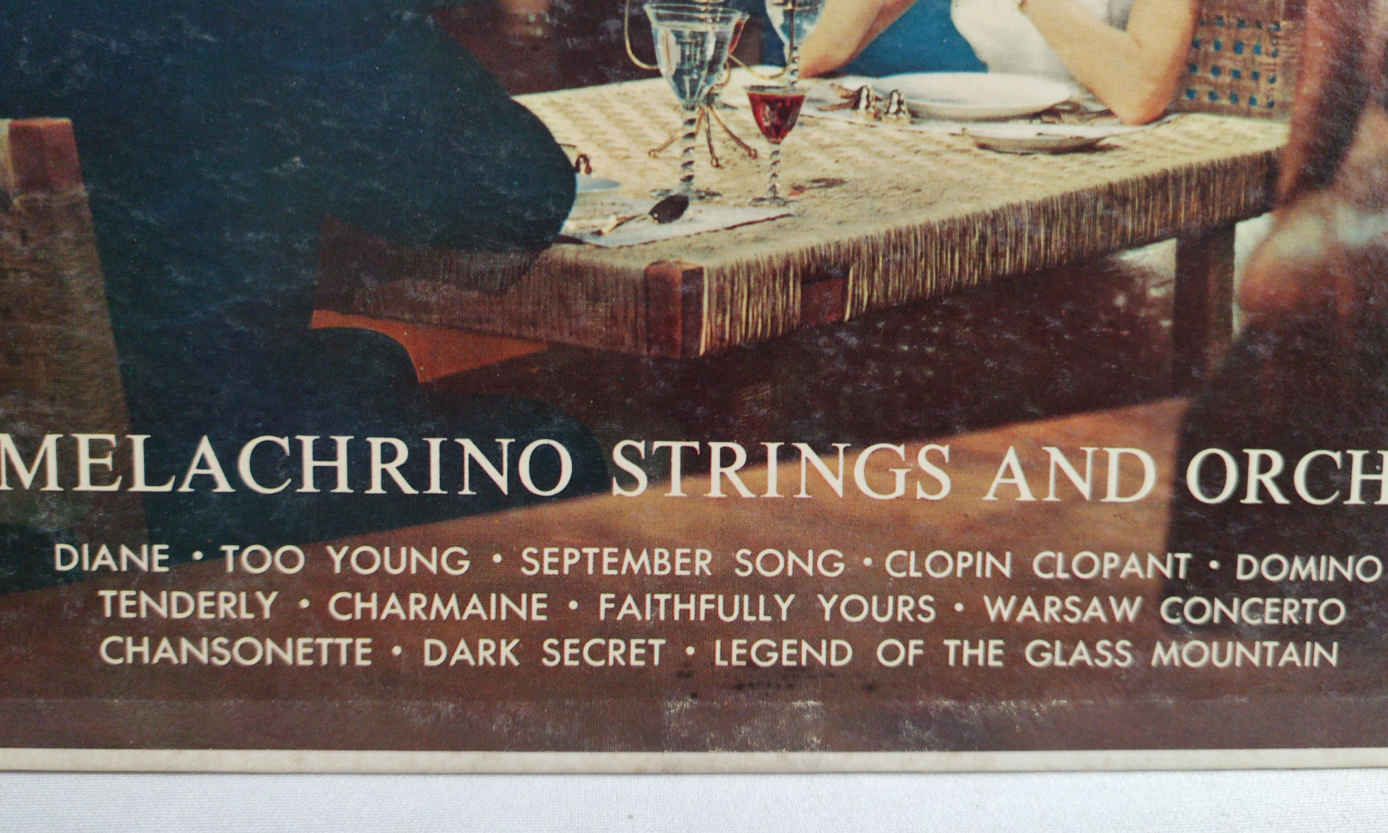 MELACHRINO STRINGS AND ORCH
DIANE • TOO YOUNG • SEPTEMBER SONG • CLOPIN CLOPANT • DOMINO
TENDERLY • CHARMAINE • FAITHFULLY YOURS • WARSAW CONCERTO
CHANSONETTE • DARK SECRET • LEGEND OF THE GLASS MOUNTAIN